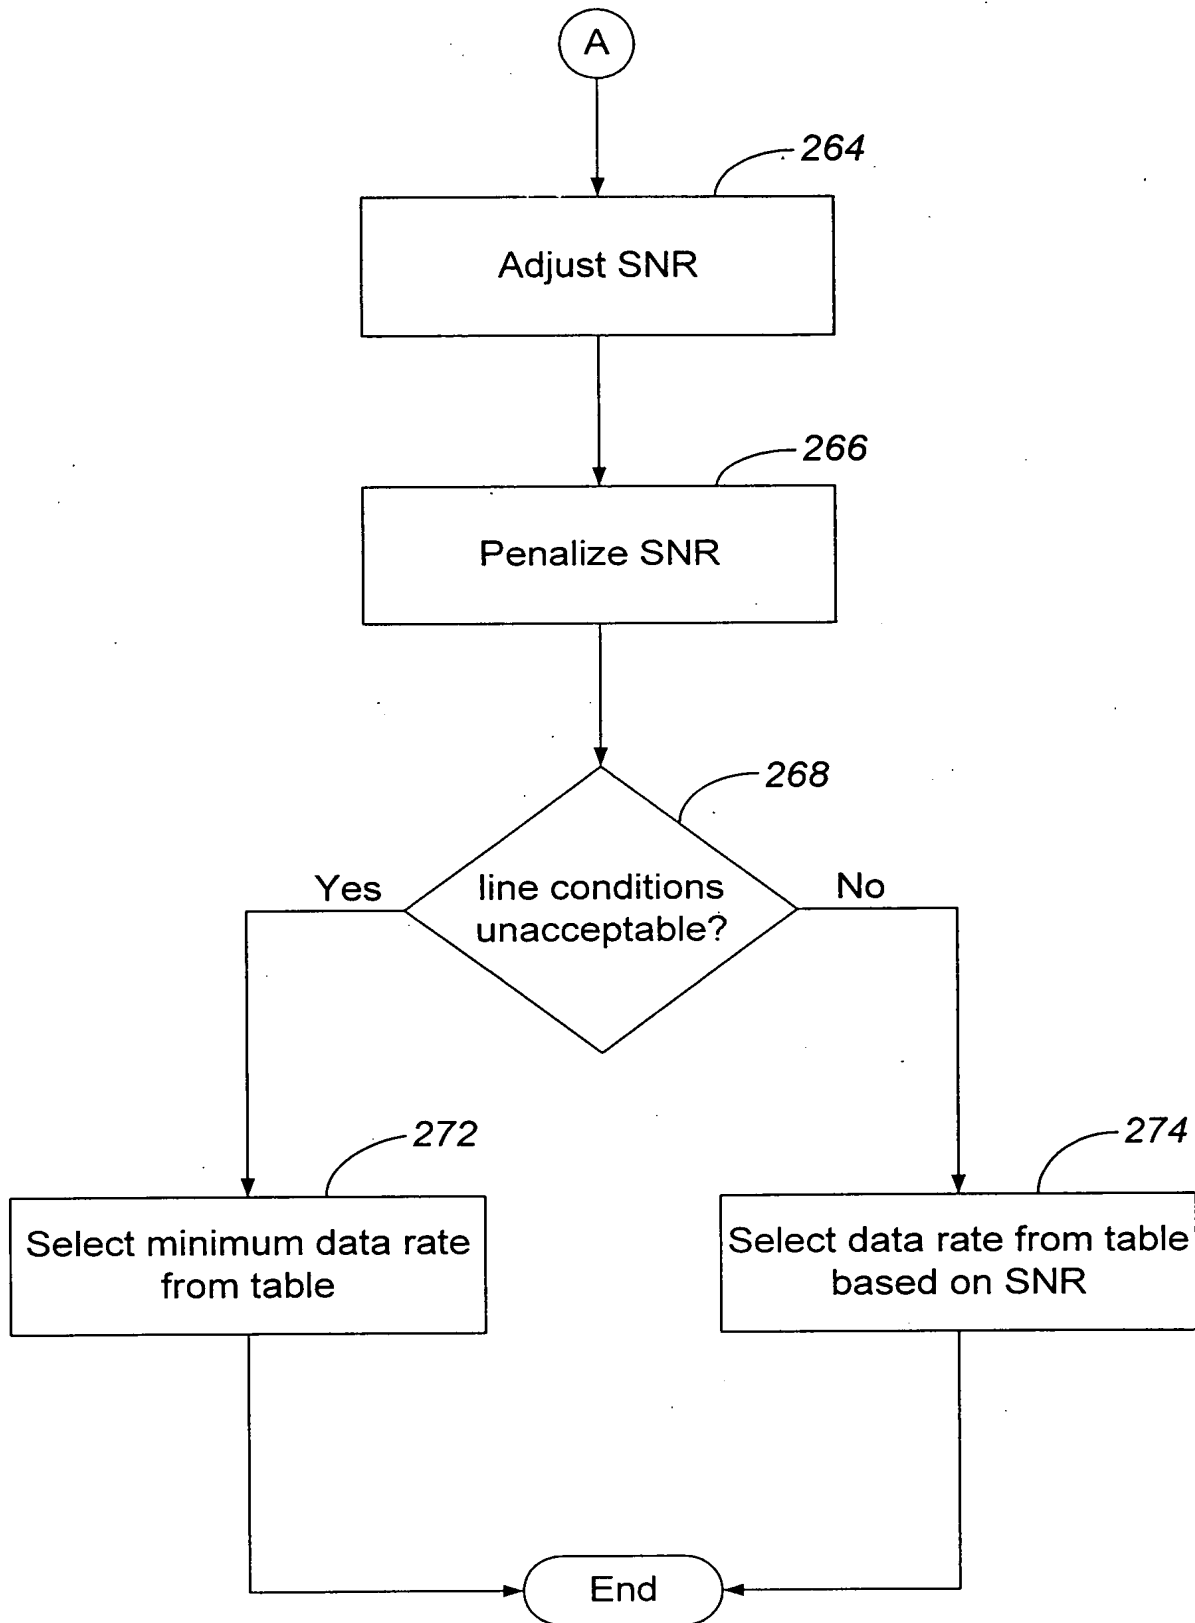 A
264
Adjust SNR
266
Penalize SNR
268
line conditions
unacceptable?
Yes
No
272
Select minimum data rate
from table
274
Select data rate from table
based on SNR
End